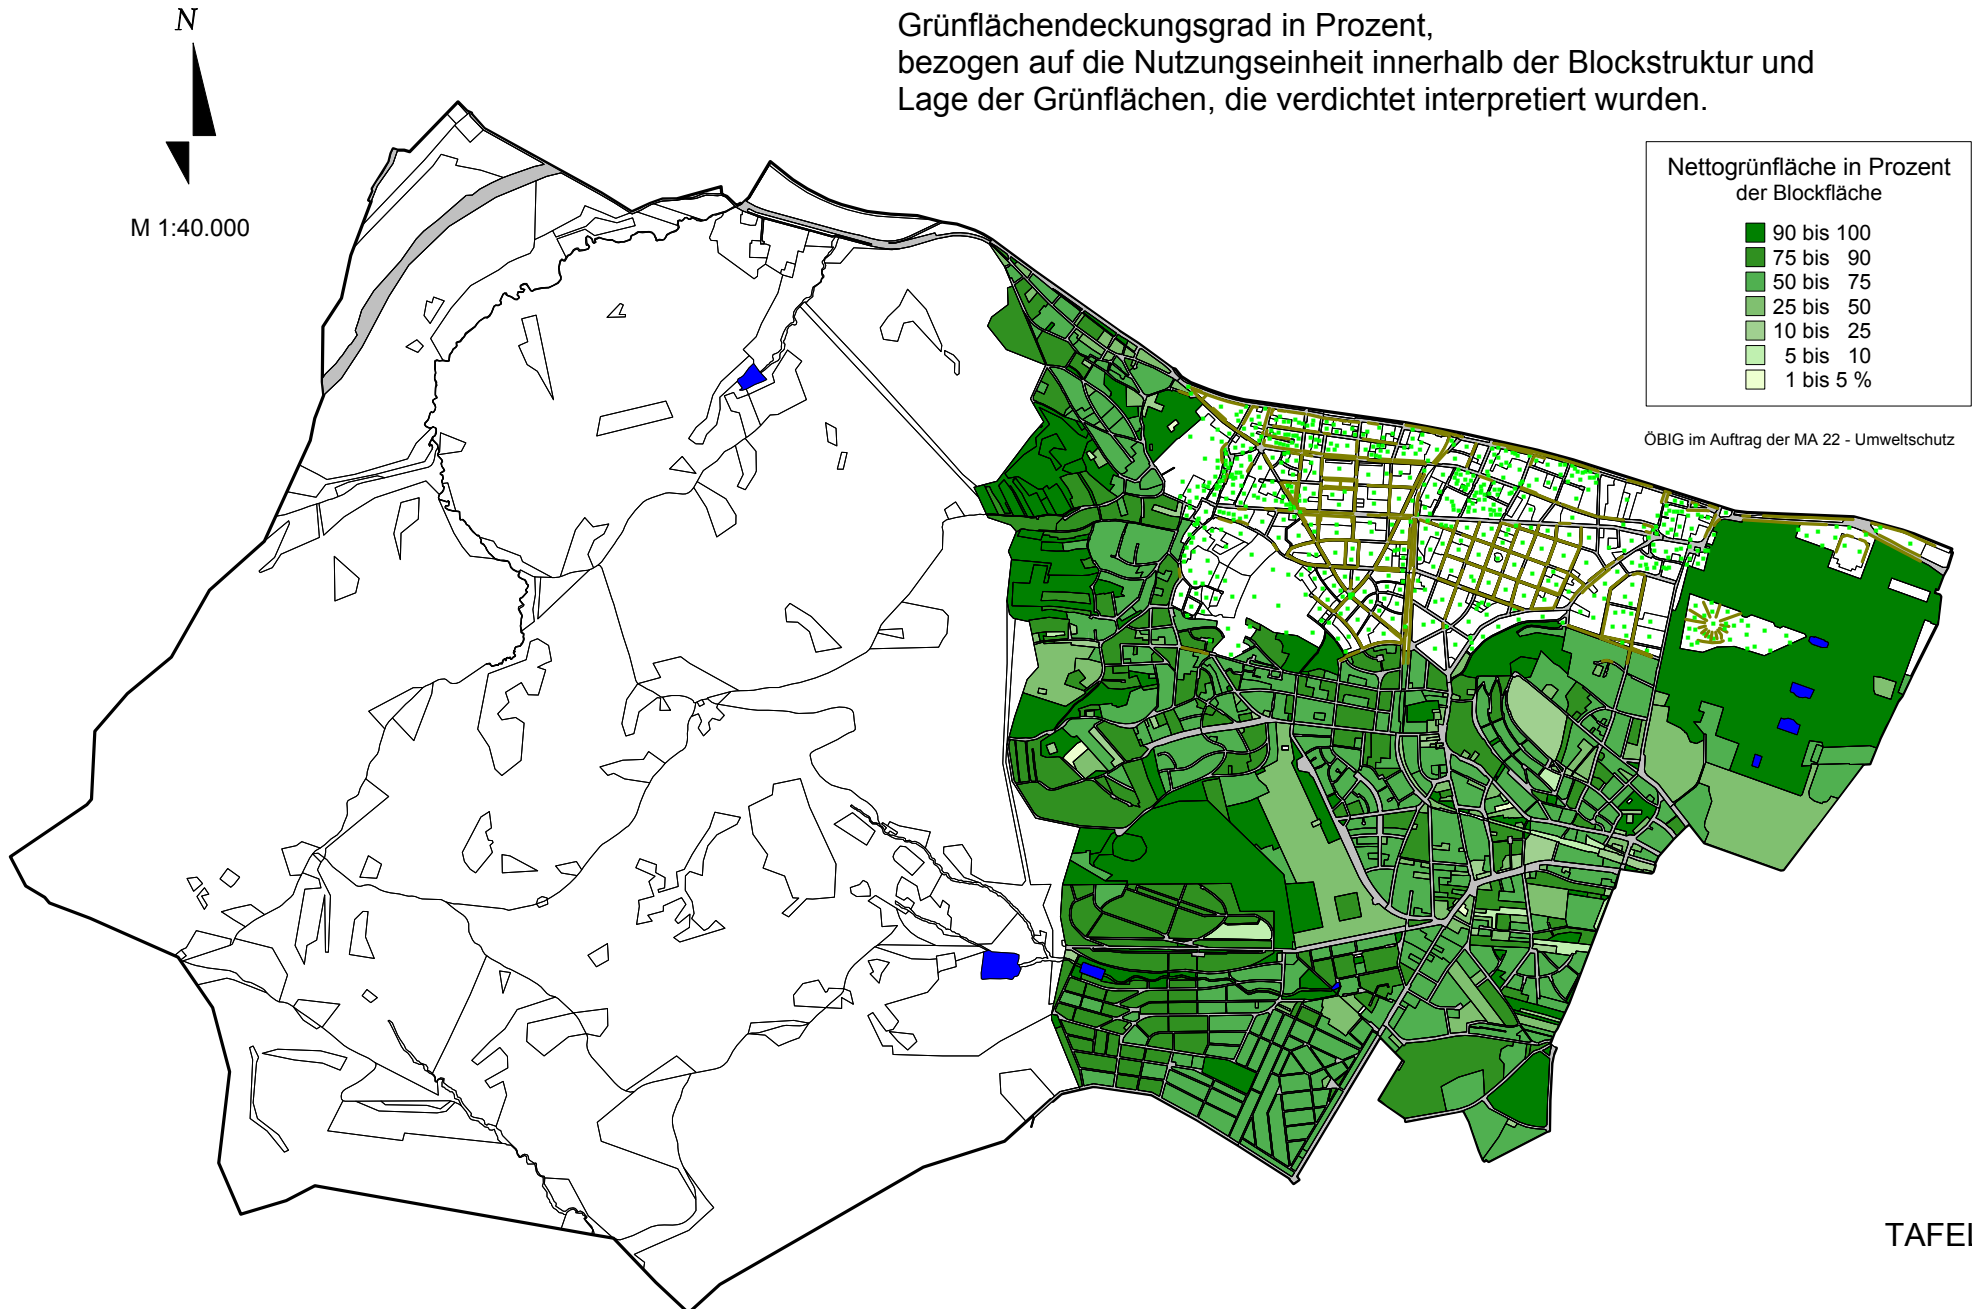 N
M 1:40.000
Grünflächendeckungsgrad in Prozent,
bezogen auf die Nutzungseinheit innerhalb der Blockstruktur und
Lage der Grünflächen, die verdichtet interpretiert wurden.
Nettogrünfläche in Prozent
der Blockfläche
90 bis 100
75 bis 90
50 bis 75
25 bis 50
10 bis 25
5 bis 10
1 bis 5 %
ÖBIG im Auftrag der MA 22 - Umweltschutz
TAFEL